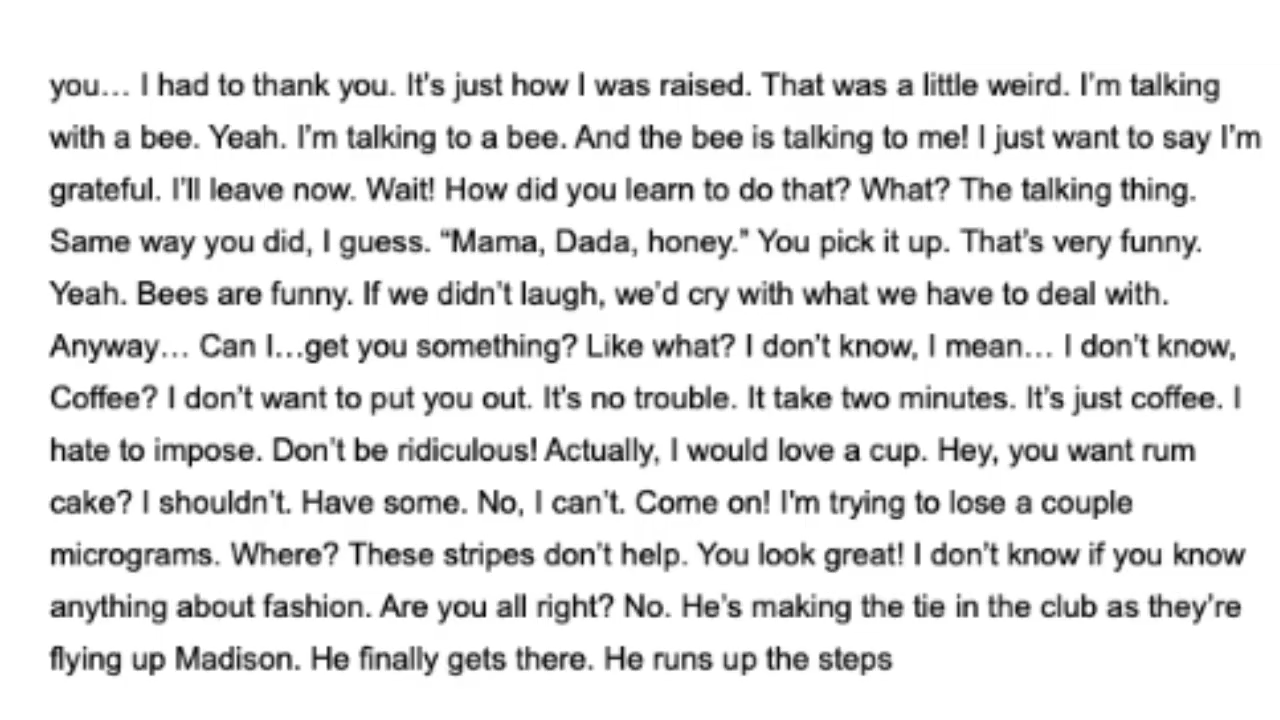 you… I had to thank you. It's just how I was raised. That was a little weird. I'm talking
with a bee. Yeah. I'm talking to a bee. And the bee is talking to me! I just want to say I'm
grateful. I'll leave now. Wait! How did you learn to do that? What? The talking thing.
Same way you did, I guess. “Mama, Dada, honey.” You pick it up. That's very funny.
Yeah. Bees are funny. If we didn't laugh, we'd cry with what we have to deal with.
Anyway… Can I…get you something? Like what? I don't know, I mean… I don't know,
Coffee? I don't want to put you out. It's no trouble. It take two minutes. It's just coffee. I
hate to impose. Don't be ridiculous! Actually, I would love a cup. Hey, you want rum
cake? I shouldn't. Have some. No, I can't. Come on! I'm trying to lose a couple
micrograms. Where? These stripes don't help. You look great! I don't know if you know
anything about fashion. Are you all right? No. He's making the tie in the club as they're
flying up Madison. He finally gets there. He runs up the steps